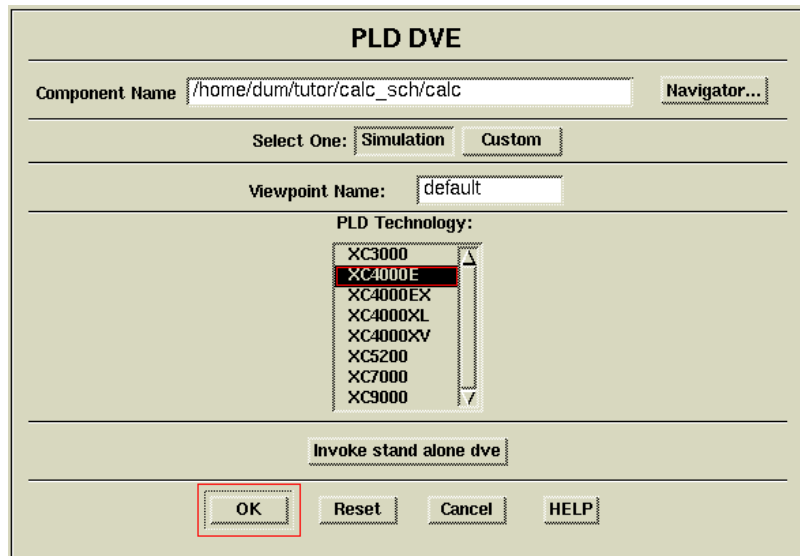 PLD DVE
Component Name /home/dum/tutor/calc_sch/calc Navigator...
Select One: Simulation Custom
Viewpoint Name: default
PLD Technology:
XC3000
XC4000E
XC4000EX
XC4000XL
XC4000XV
XC5200
XC7000
XC9000
Invoke stand alone dve
OK Reset Cancel HELP